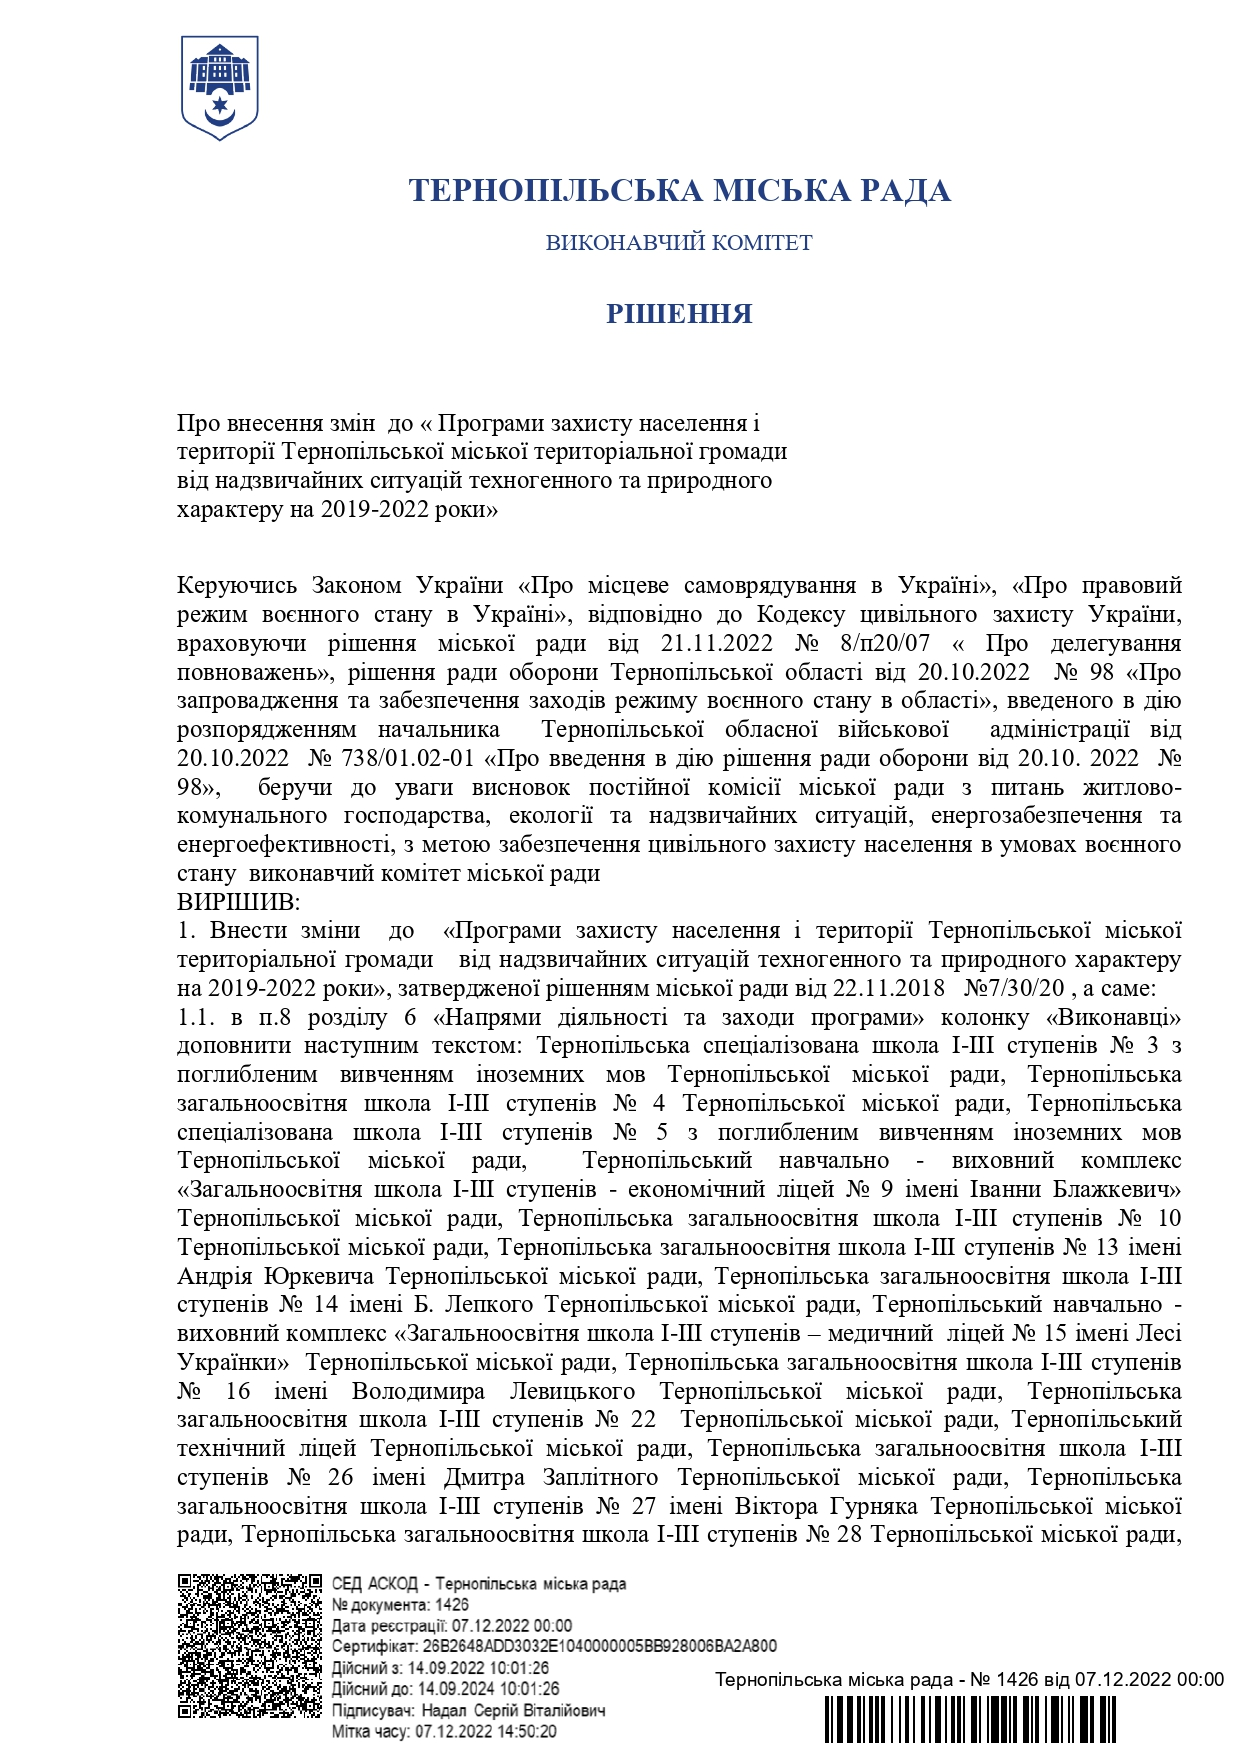 ТЕРНОПІЛЬСЬКА МІСЬКА РАДА
ВИКОНАВЧИЙ КОМІТЕТ
РІШЕННЯ
Про внесення змін до « Програми захисту населення і
території Тернопільської міської територіальної громади
від надзвичайних ситуацій техногенного та природного
характеру на 2019-2022 роки»
Керуючись Законом України «Про місцеве самоврядування в Україні», «Про правовий
режим воєнного стану в Україні», відповідно до Кодексу цивільного захисту України,
враховуючи рішення міської ради від 21.11.2022 № 8/п20/07 « Про делегування
повноважень», рішення ради оборони Тернопільської області від 20.10.2022 № 98 «Про
запровадження та забезпечення заходів режиму воєнного стану в області», введеного в дію
розпорядженням начальника Тернопільської обласної військової адміністрації від
20.10.2022 № 738/01.02-01 «Про введення в дію рішення ради оборони від 20.10. 2022 №
98», беручи до уваги висновок постійної комісії міської ради з питань житлово-
комунального господарства, екології та надзвичайних ситуацій, енергозабезпечення та
енергоефективності, з метою забезпечення цивільного захисту населення в умовах воєнного
стану виконавчий комітет міської ради
ВИРІШИВ:
1. Внести зміни до «Програми захисту населення і території Тернопільської міської
територіальної громади від надзвичайних ситуацій техногенного та природного характеру
на 2019-2022 роки», затвердженої рішенням міської ради від 22.11.2018 №7/30/20 , а саме:
1.1. в п.8 розділу 6 «Напрями діяльності та заходи програми» колонку «Виконавці»
доповнити наступним текстом: Тернопільська спеціалізована школа І-ІІІ ступенів № 3 з
поглибленим вивченням іноземних мов Тернопільської міської ради, Тернопільська
загальноосвітня школа І-ІІІ ступенів № 4 Тернопільської міської ради, Тернопільська
спеціалізована школа І-ІІІ ступенів № 5 з поглибленим вивченням іноземних мов
Тернопільської міської ради, Тернопільський навчально - виховний комплекс
«Загальноосвітня школа І-ІІІ ступенів - економічний ліцей № 9 імені Іванни Блажкевич»
Тернопільської міської ради, Тернопільська загальноосвітня школа І-ІІІ ступенів № 10
Тернопільської міської ради, Тернопільська загальноосвітня школа І-ІІІ ступенів № 13 імені
Андрія Юркевича Тернопільської міської ради, Тернопільська загальноосвітня школа І-ІІІ
ступенів № 14 імені Б. Лепкого Тернопільської міської ради, Тернопільський навчально -
виховний комплекс «Загальноосвітня школа І-ІІІ ступенів – медичний ліцей № 15 імені Лесі
Українки» Тернопільської міської ради, Тернопільська загальноосвітня школа І-ІІІ ступенів
№ 16 імені Володимира Левицького Тернопільської міської ради, Тернопільська
загальноосвітня школа І-ІІІ ступенів № 22 Тернопільської міської ради, Тернопільський
технічний ліцей Тернопільської міської ради, Тернопільська загальноосвітня школа І-ІІІ
ступенів № 26 імені Дмитра Заплітного Тернопільської міської ради, Тернопільська
загальноосвітня школа І-ІІІ ступенів № 27 імені Віктора Гурняка Тернопільської міської
ради, Тернопільська загальноосвітня школа І-ІІІ ступенів № 28 Тернопільської міської ради,
СЕД АСКОД - Тернопільська міська рада
№ документа: 1426
Дата реєстрації: 07.12.2022 00:00
Сертифікат: 26B2648ADD3032E1040000005BB928006BA2A800
Дійсний з: 14.09.2022 10:01:26
Дійсний до: 14.09.2024 10:01:26
Підписувач: Надал Сергій Віталійович
Мітка часу: 07.12.2022 14:50:20
Тернопільська міська рада - № 1426 від 07.12.2022 00:00